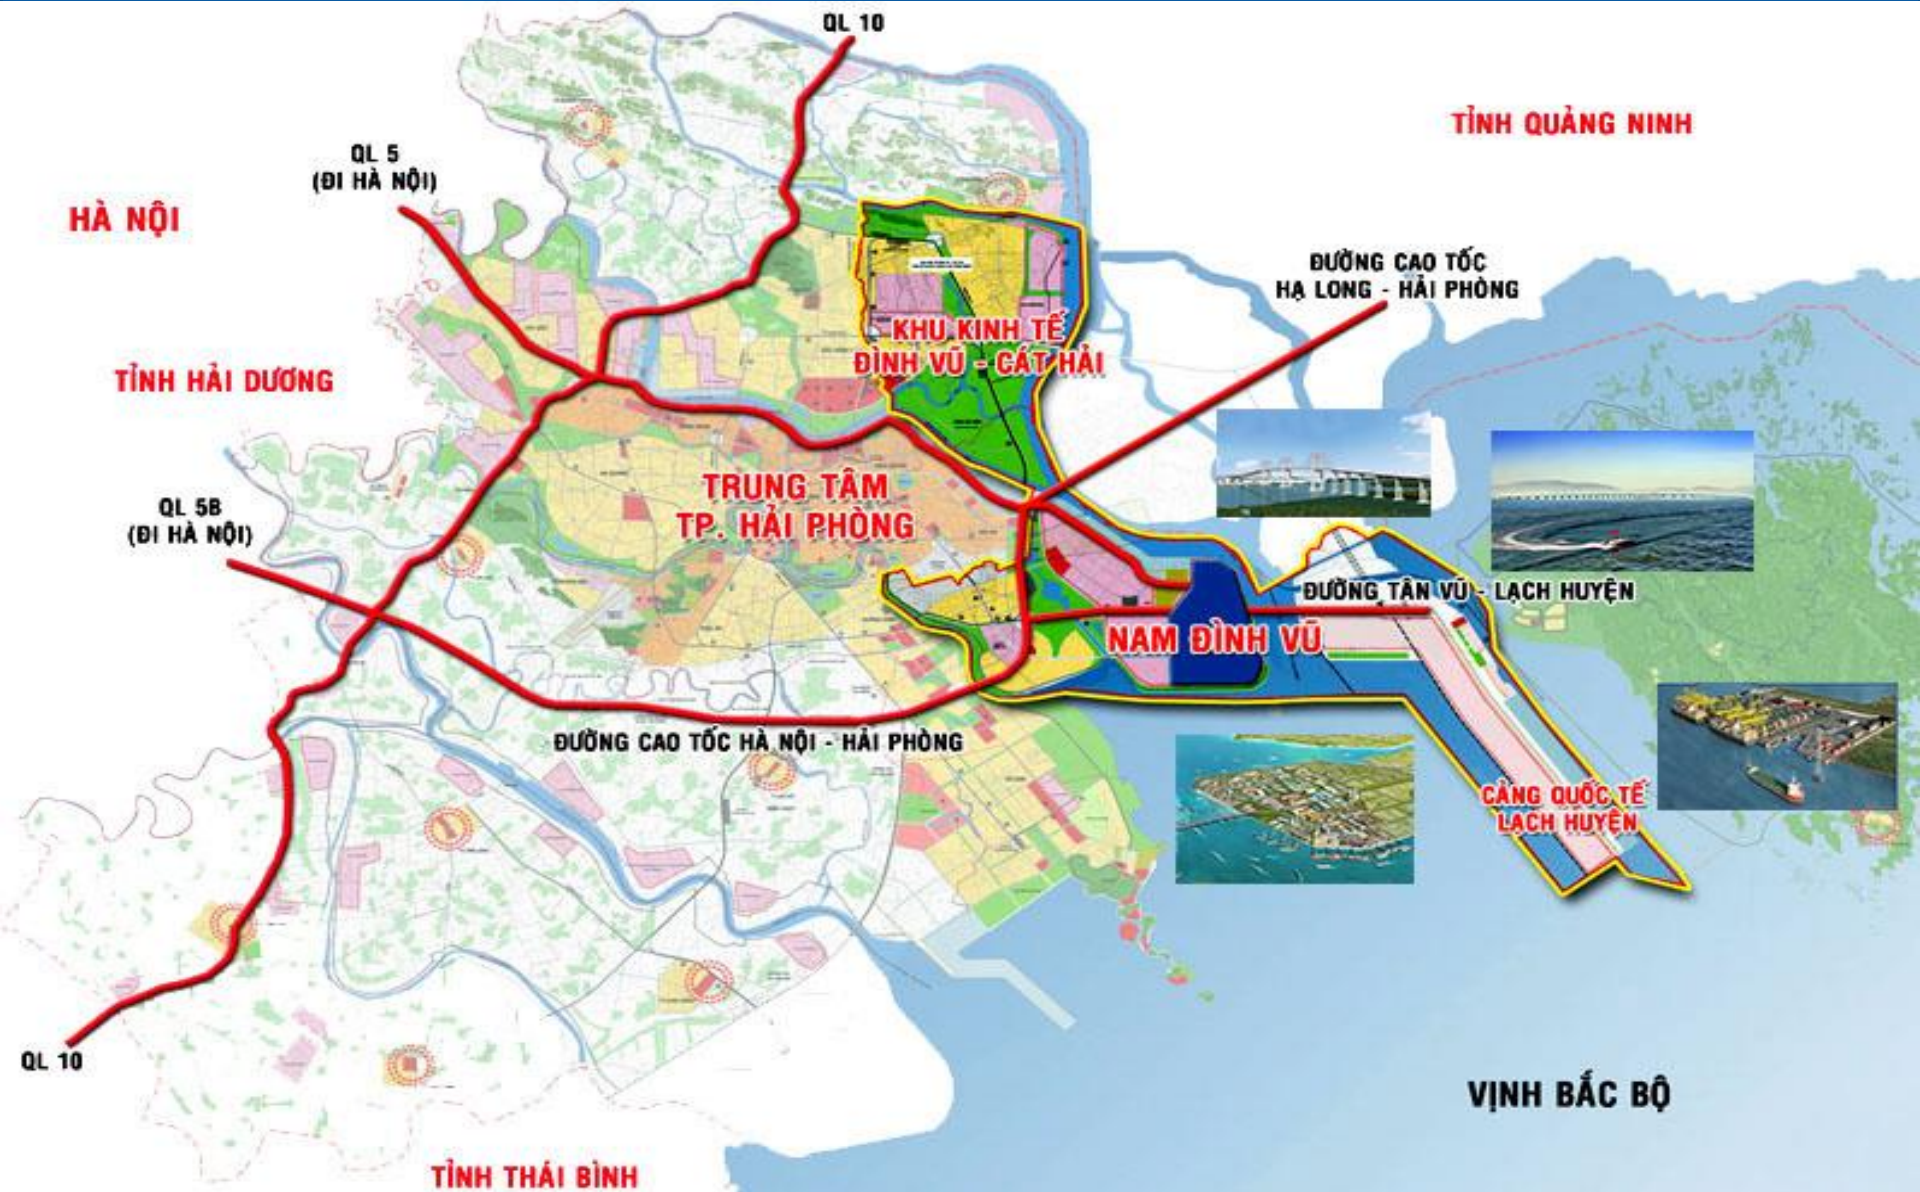 QL 10
TỈNH QUẢNG NINH
QL 5
(ĐI HÀ NỘI)
HÀ NỘI
ĐƯỜNG CAO TỐC
HẠ LONG - HẢI PHÒNG
KHU KINH TẾ
ĐÌNH VŨ - CÁT HẢI
TỈNH HẢI DƯƠNG
TRUNG TÂM
TP. HẢI PHÒNG
QL 5B
(ĐI HÀ NỘI)
ĐƯỜNG TÂN VŨ - LẠCH HUYỆN
NAM ĐÌNH VŨ
ĐƯỜNG CAO TỐC HÀ NỘI - HẢI PHÒNG
CẢNG QUỐC TẾ
LẠCH HUYỆN
QL 10
VỊNH BẮC BỘ
TỈNH THÁI BÌNH